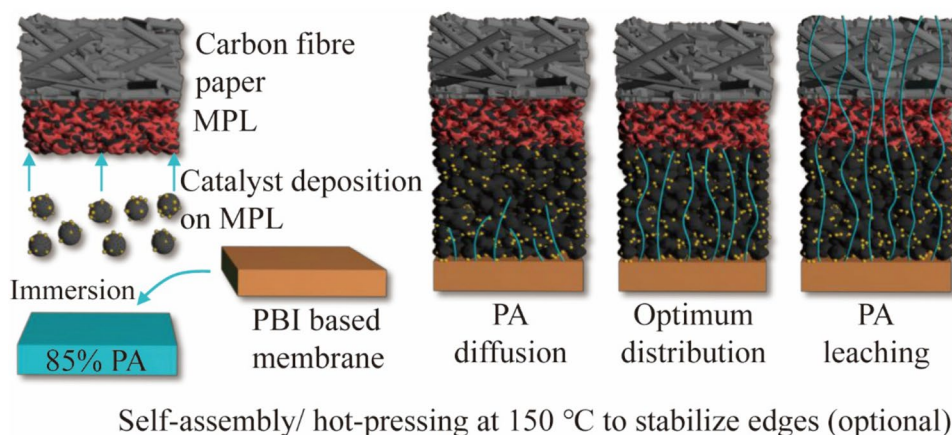 Carbon fibre
paper
MPL
Catalyst deposition
on MPL
Immersion
85% PA
PBI based
membrane
PA
diffusion
Optimum
distribution
PA
leaching
Self-assembly/ hot-pressing at 150 °C to stabilize edges (optional)